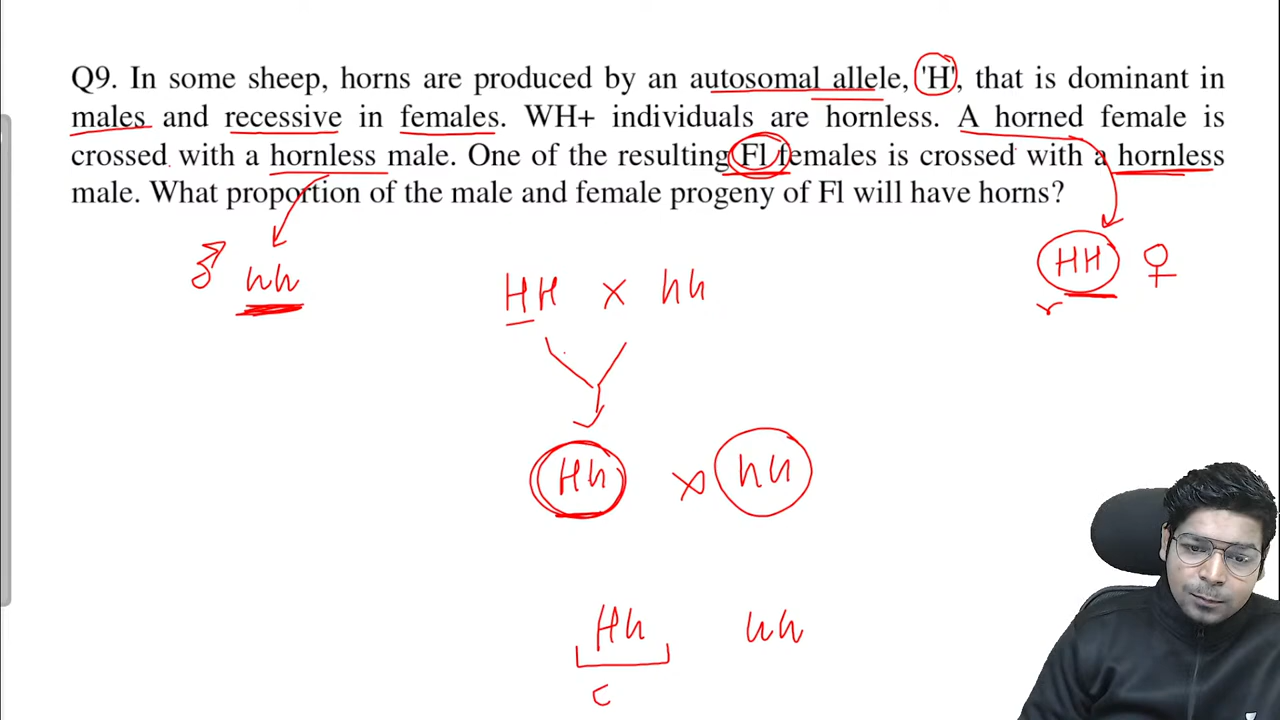 Q9. In some sheep, horns are produced by an autosomal allele, 'H', that is dominant in
males and recessive in females. WH+ individuals are hornless. A horned female is
crossed with a hornless male. One of the resulting Fl females is crossed with a hornless
male. What proportion of the male and female progeny of Fl will have horns?
♂ hh
HH × hh
HH ♀
Hh × hh
Hh hh